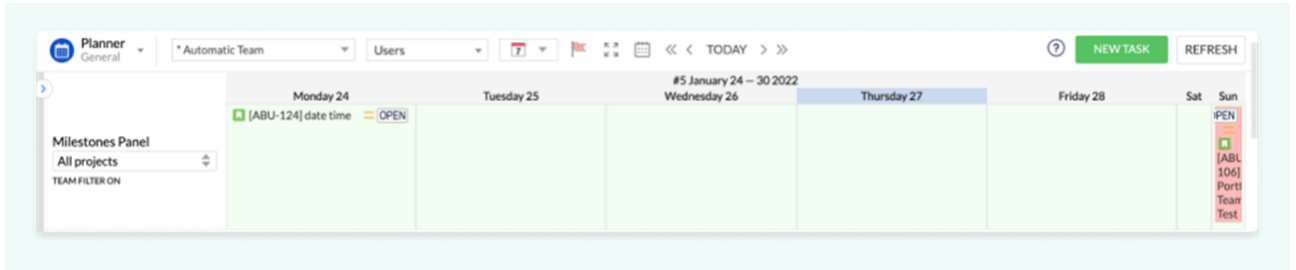 Planner
General
* Automatic Team
Users
7
TODAY
?
NEW TASK
REFRESH
#5 January 24 — 30 2022
Monday 24
Tuesday 25
Wednesday 26
Thursday 27
Friday 28
Sat
Sun
[ABU-124] date time
OPEN
Milestones Panel
All projects
TEAM FILTER ON
PEN
[ABU
106]
Port
Team
Test